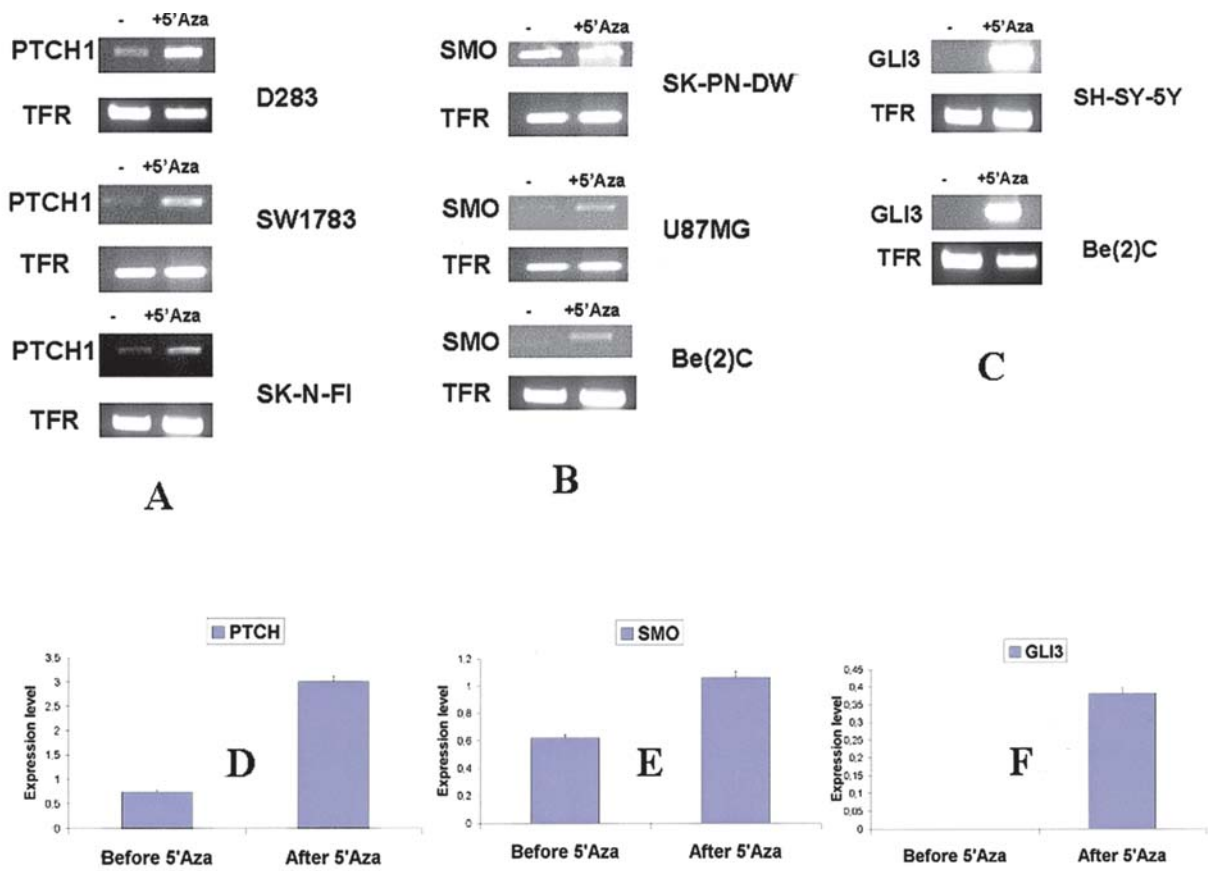 - +5'Aza
PTCH1
TFR
D283
- +5'Aza
PTCH1
TFR
SW1783
- +5'Aza
PTCH1
TFR
SK-N-FI
A
- +5'Aza
SMO
TFR
SK-PN-DW
- +5'Aza
SMO
TFR
U87MG
- +5'Aza
SMO
TFR
Be(2)C
B
- +5'Aza
GLI3
TFR
SH-SY-5Y
- +5'Aza
GLI3
TFR
Be(2)C
C
PTCH
Expression level
3.5
3
2.5
2
1.5
1
0.5
0
Before 5'Aza After 5'Aza
D
SMO
Expression level
1.2
1
0.8
0.6
0.4
0.2
0
Before 5'Aza After 5'Aza
E
GLI3
Expression level
0,45
0,4
0,35
0,3
0,25
0,2
0,15
0,1
0,05
0
Before 5'Aza After 5'Aza
F